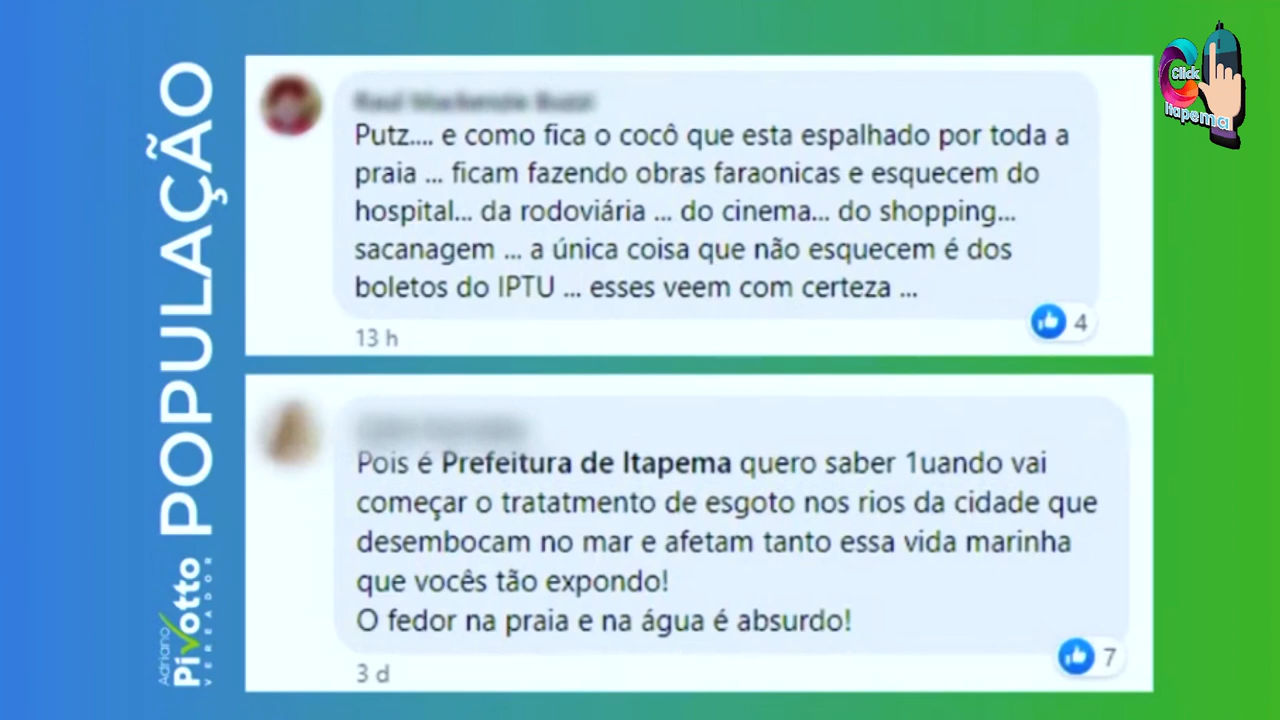 POPULAÇÃO
Adriano
Pivotto
VEREADOR
Click
Itapema
Putz.... e como fica o cocô que esta espalhado por toda a
praia ... ficam fazendo obras faraonicas e esquecem do
hospital... da rodoviária ... do cinema... do shopping...
sacanagem ... a única coisa que não esquecem é dos
boletos do IPTU ... esses veem com certeza ...
13 h
4
Pois é Prefeitura de Itapema quero saber 1uando vai
começar o tratatmento de esgoto nos rios da cidade que
desembocam no mar e afetam tanto essa vida marinha
que vocês tão expondo!
O fedor na praia e na água é absurdo!
3 d
7